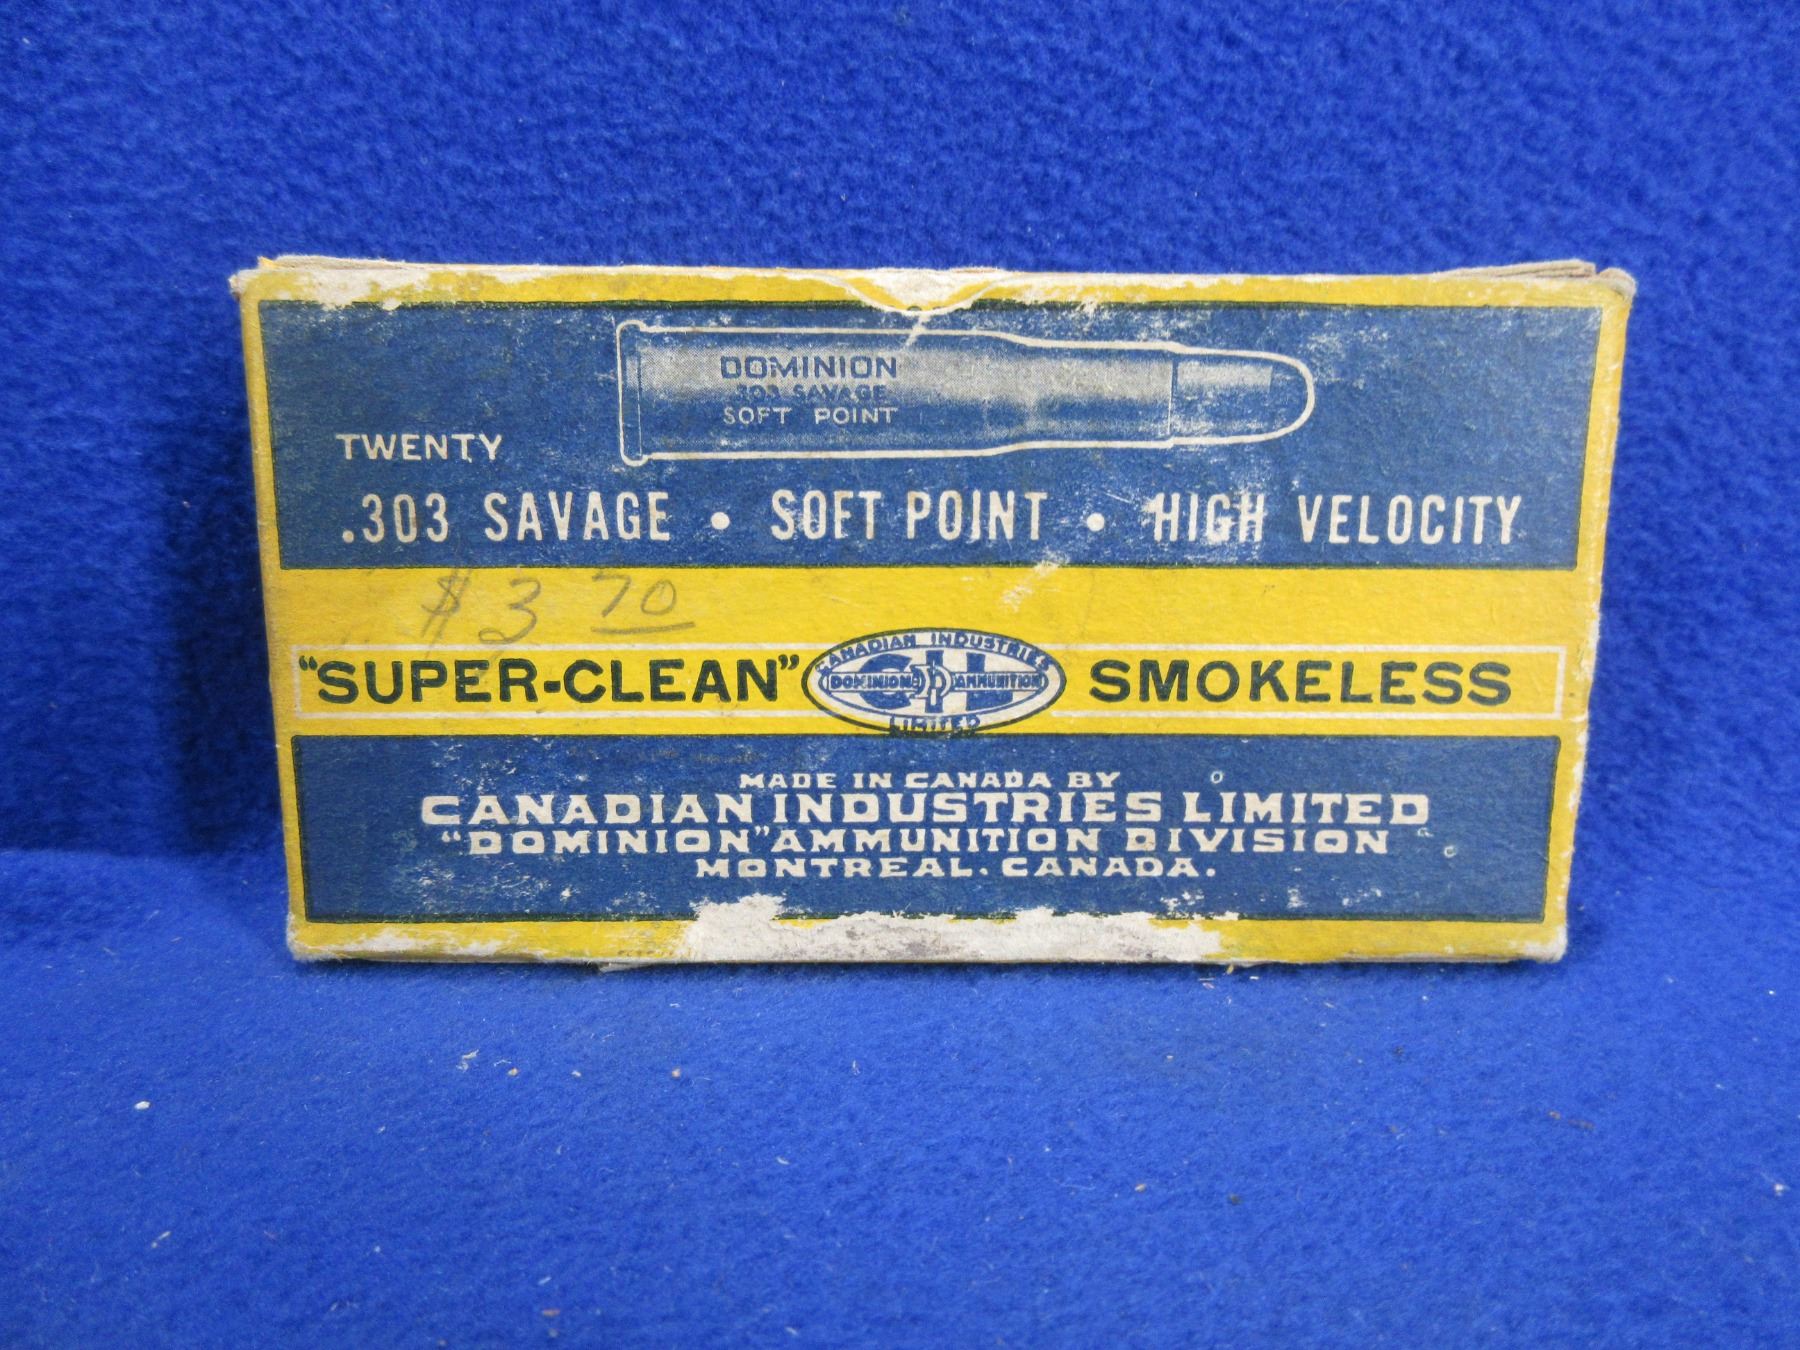 DOMINION
303 SAVAGE
SOFT POINT
TWENTY
.303 SAVAGE • SOFT POINT • HIGH VELOCITY
$3 70
"SUPER-CLEAN" SMOKELESS
CANADIAN INDUSTRIES
CIL
DOMINION AMMUNITION
LIMITED
MADE IN CANADA BY
CANADIAN INDUSTRIES LIMITED
"DOMINION" AMMUNITION DIVISION
MONTREAL. CANADA.